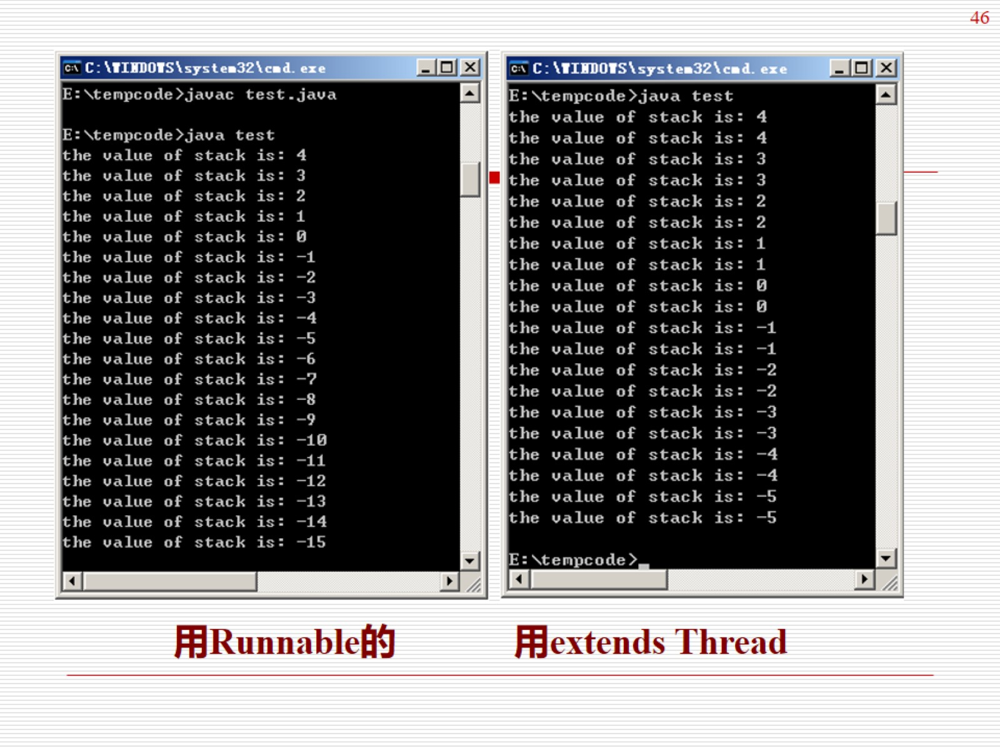 46
C:\WINDOWS\system32\cmd.exe
E:\tempcode>javac test.java
E:\tempcode>java test
the value of stack is: 4
the value of stack is: 3
the value of stack is: 2
the value of stack is: 1
the value of stack is: 0
the value of stack is: -1
the value of stack is: -2
the value of stack is: -3
the value of stack is: -4
the value of stack is: -5
the value of stack is: -6
the value of stack is: -7
the value of stack is: -8
the value of stack is: -9
the value of stack is: -10
the value of stack is: -11
the value of stack is: -12
the value of stack is: -13
the value of stack is: -14
the value of stack is: -15
用Runnable的
C:\WINDOWS\system32\cmd.exe
E:\tempcode>java test
the value of stack is: 4
the value of stack is: 4
the value of stack is: 3
the value of stack is: 3
the value of stack is: 2
the value of stack is: 2
the value of stack is: 1
the value of stack is: 1
the value of stack is: 0
the value of stack is: 0
the value of stack is: -1
the value of stack is: -1
the value of stack is: -2
the value of stack is: -2
the value of stack is: -3
the value of stack is: -3
the value of stack is: -4
the value of stack is: -4
the value of stack is: -5
the value of stack is: -5
E:\tempcode>_
用extends Thread